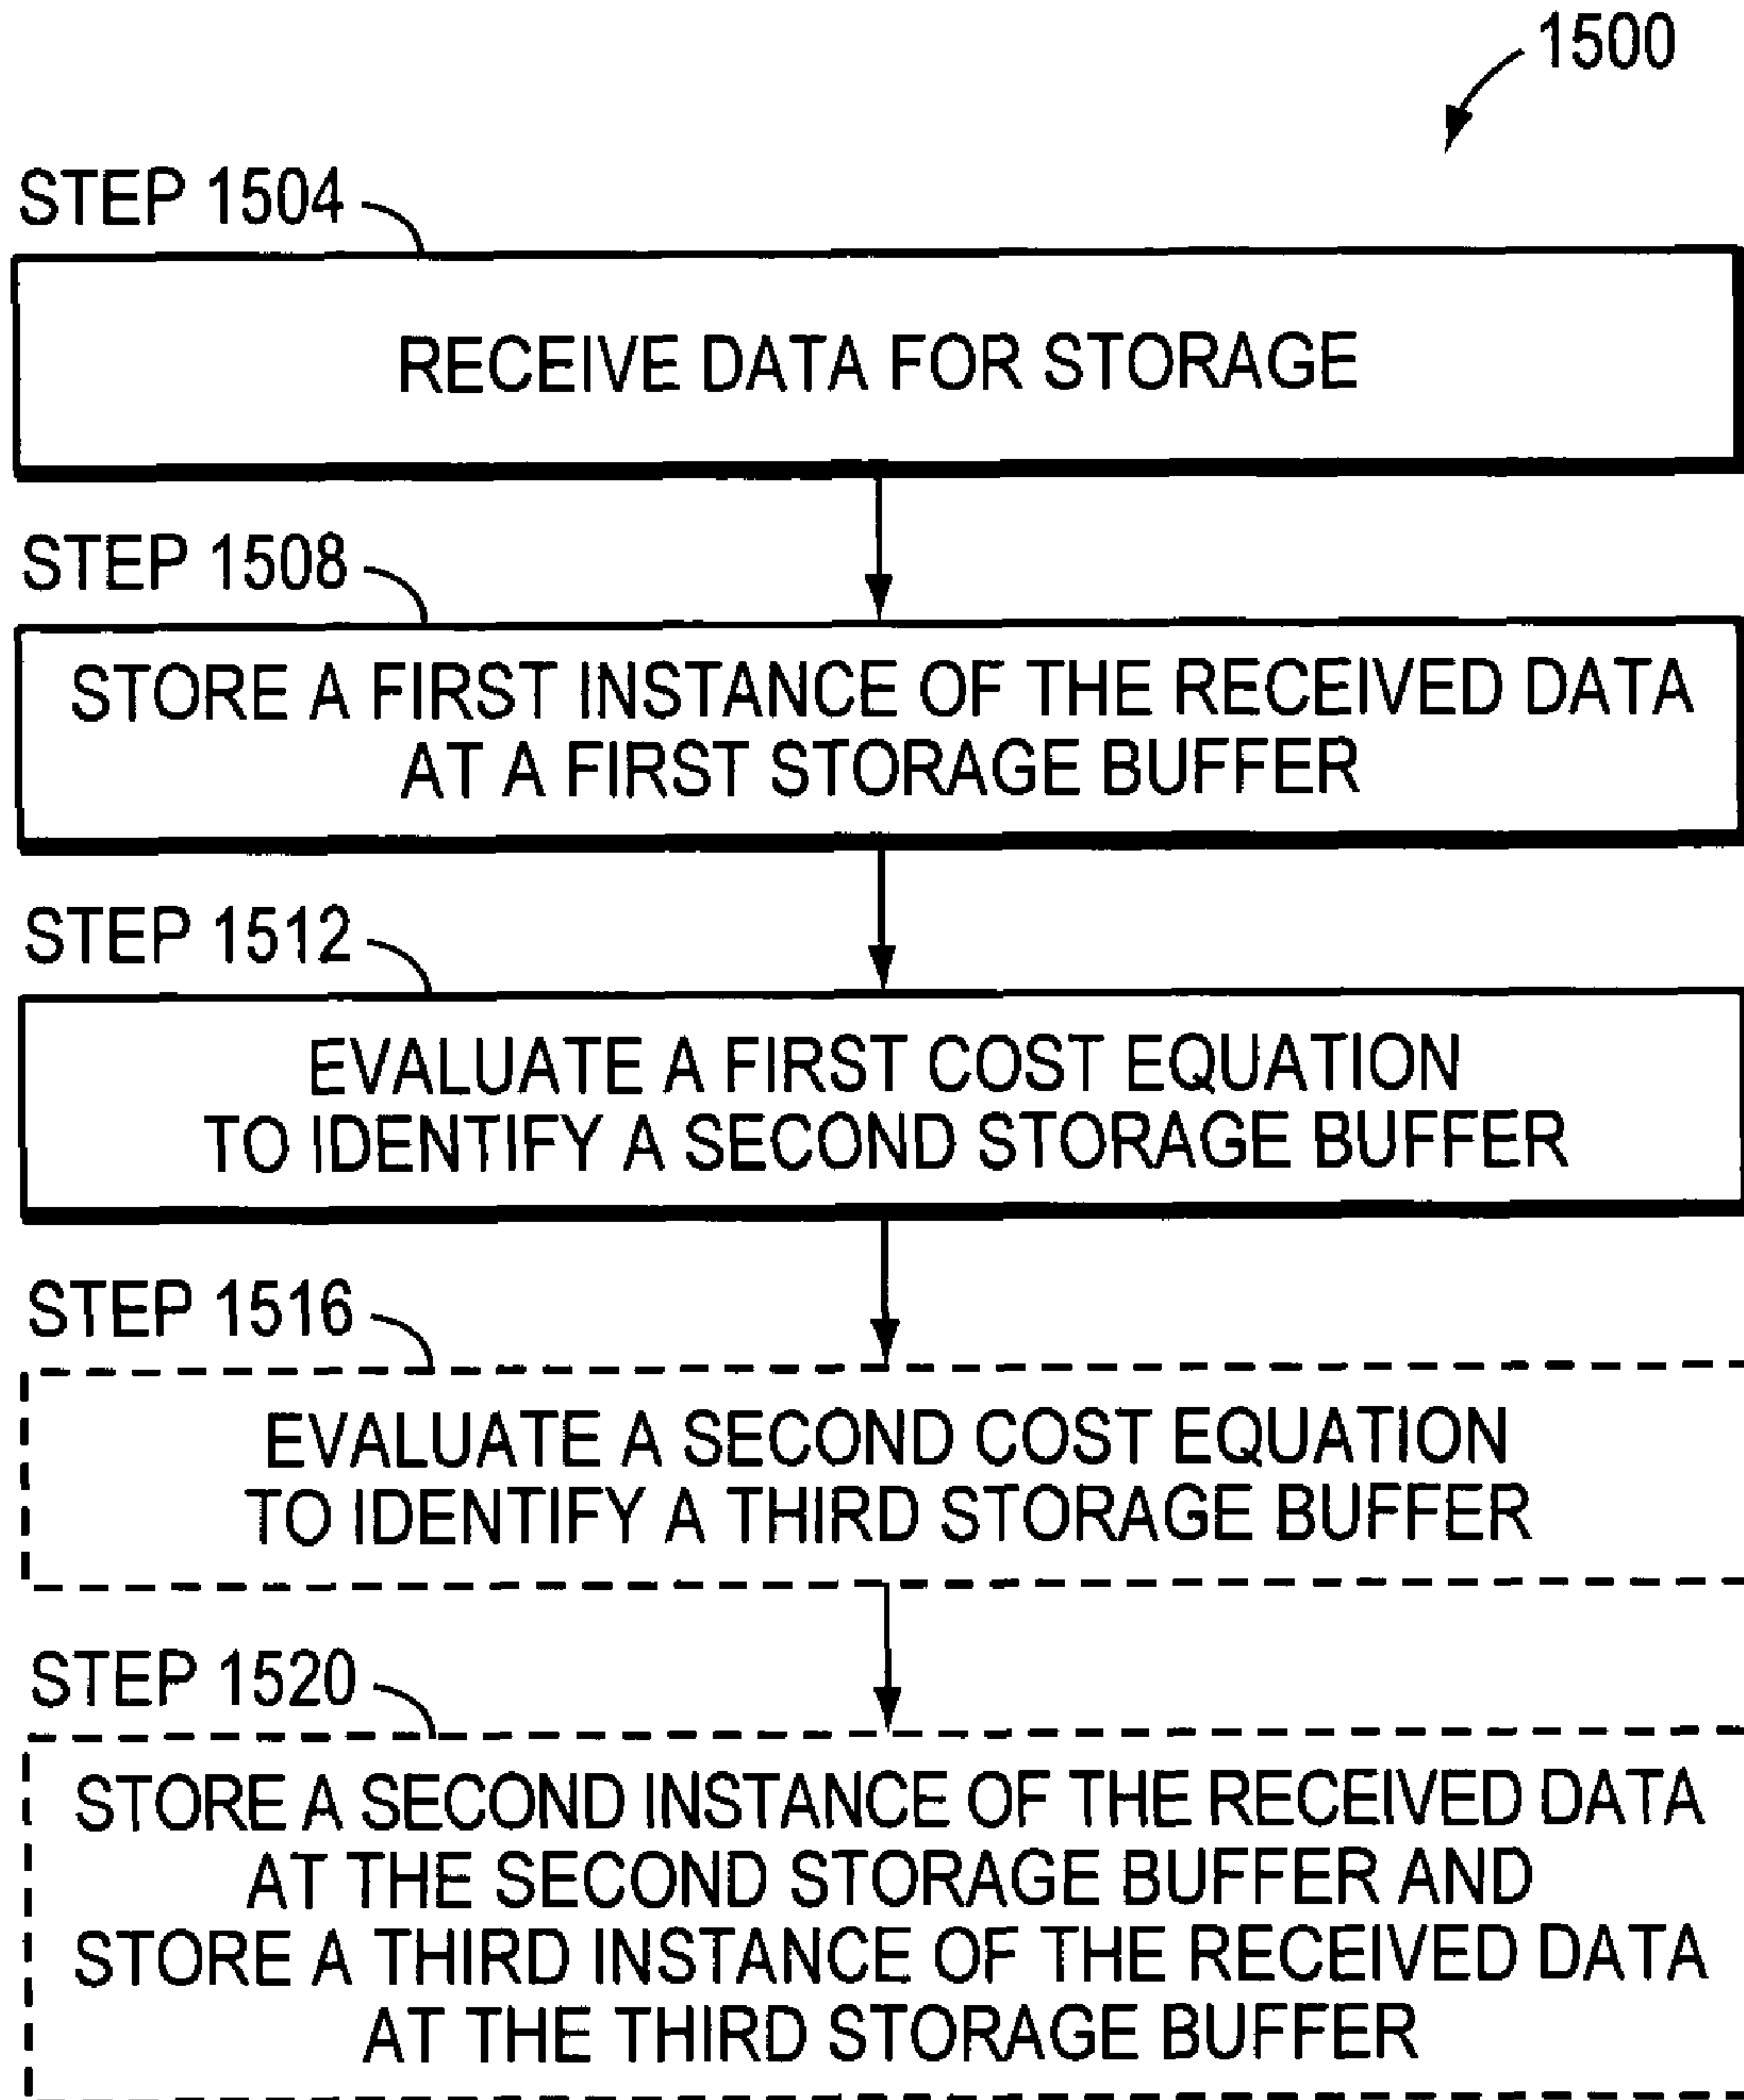 1500
STEP 1504
RECEIVE DATA FOR STORAGE
STEP 1508
STORE A FIRST INSTANCE OF THE RECEIVED DATA
AT A FIRST STORAGE BUFFER
STEP 1512
EVALUATE A FIRST COST EQUATION
TO IDENTIFY A SECOND STORAGE BUFFER
STEP 1516
EVALUATE A SECOND COST EQUATION
TO IDENTIFY A THIRD STORAGE BUFFER
STEP 1520
STORE A SECOND INSTANCE OF THE RECEIVED DATA
AT THE SECOND STORAGE BUFFER AND
STORE A THIRD INSTANCE OF THE RECEIVED DATA
AT THE THIRD STORAGE BUFFER